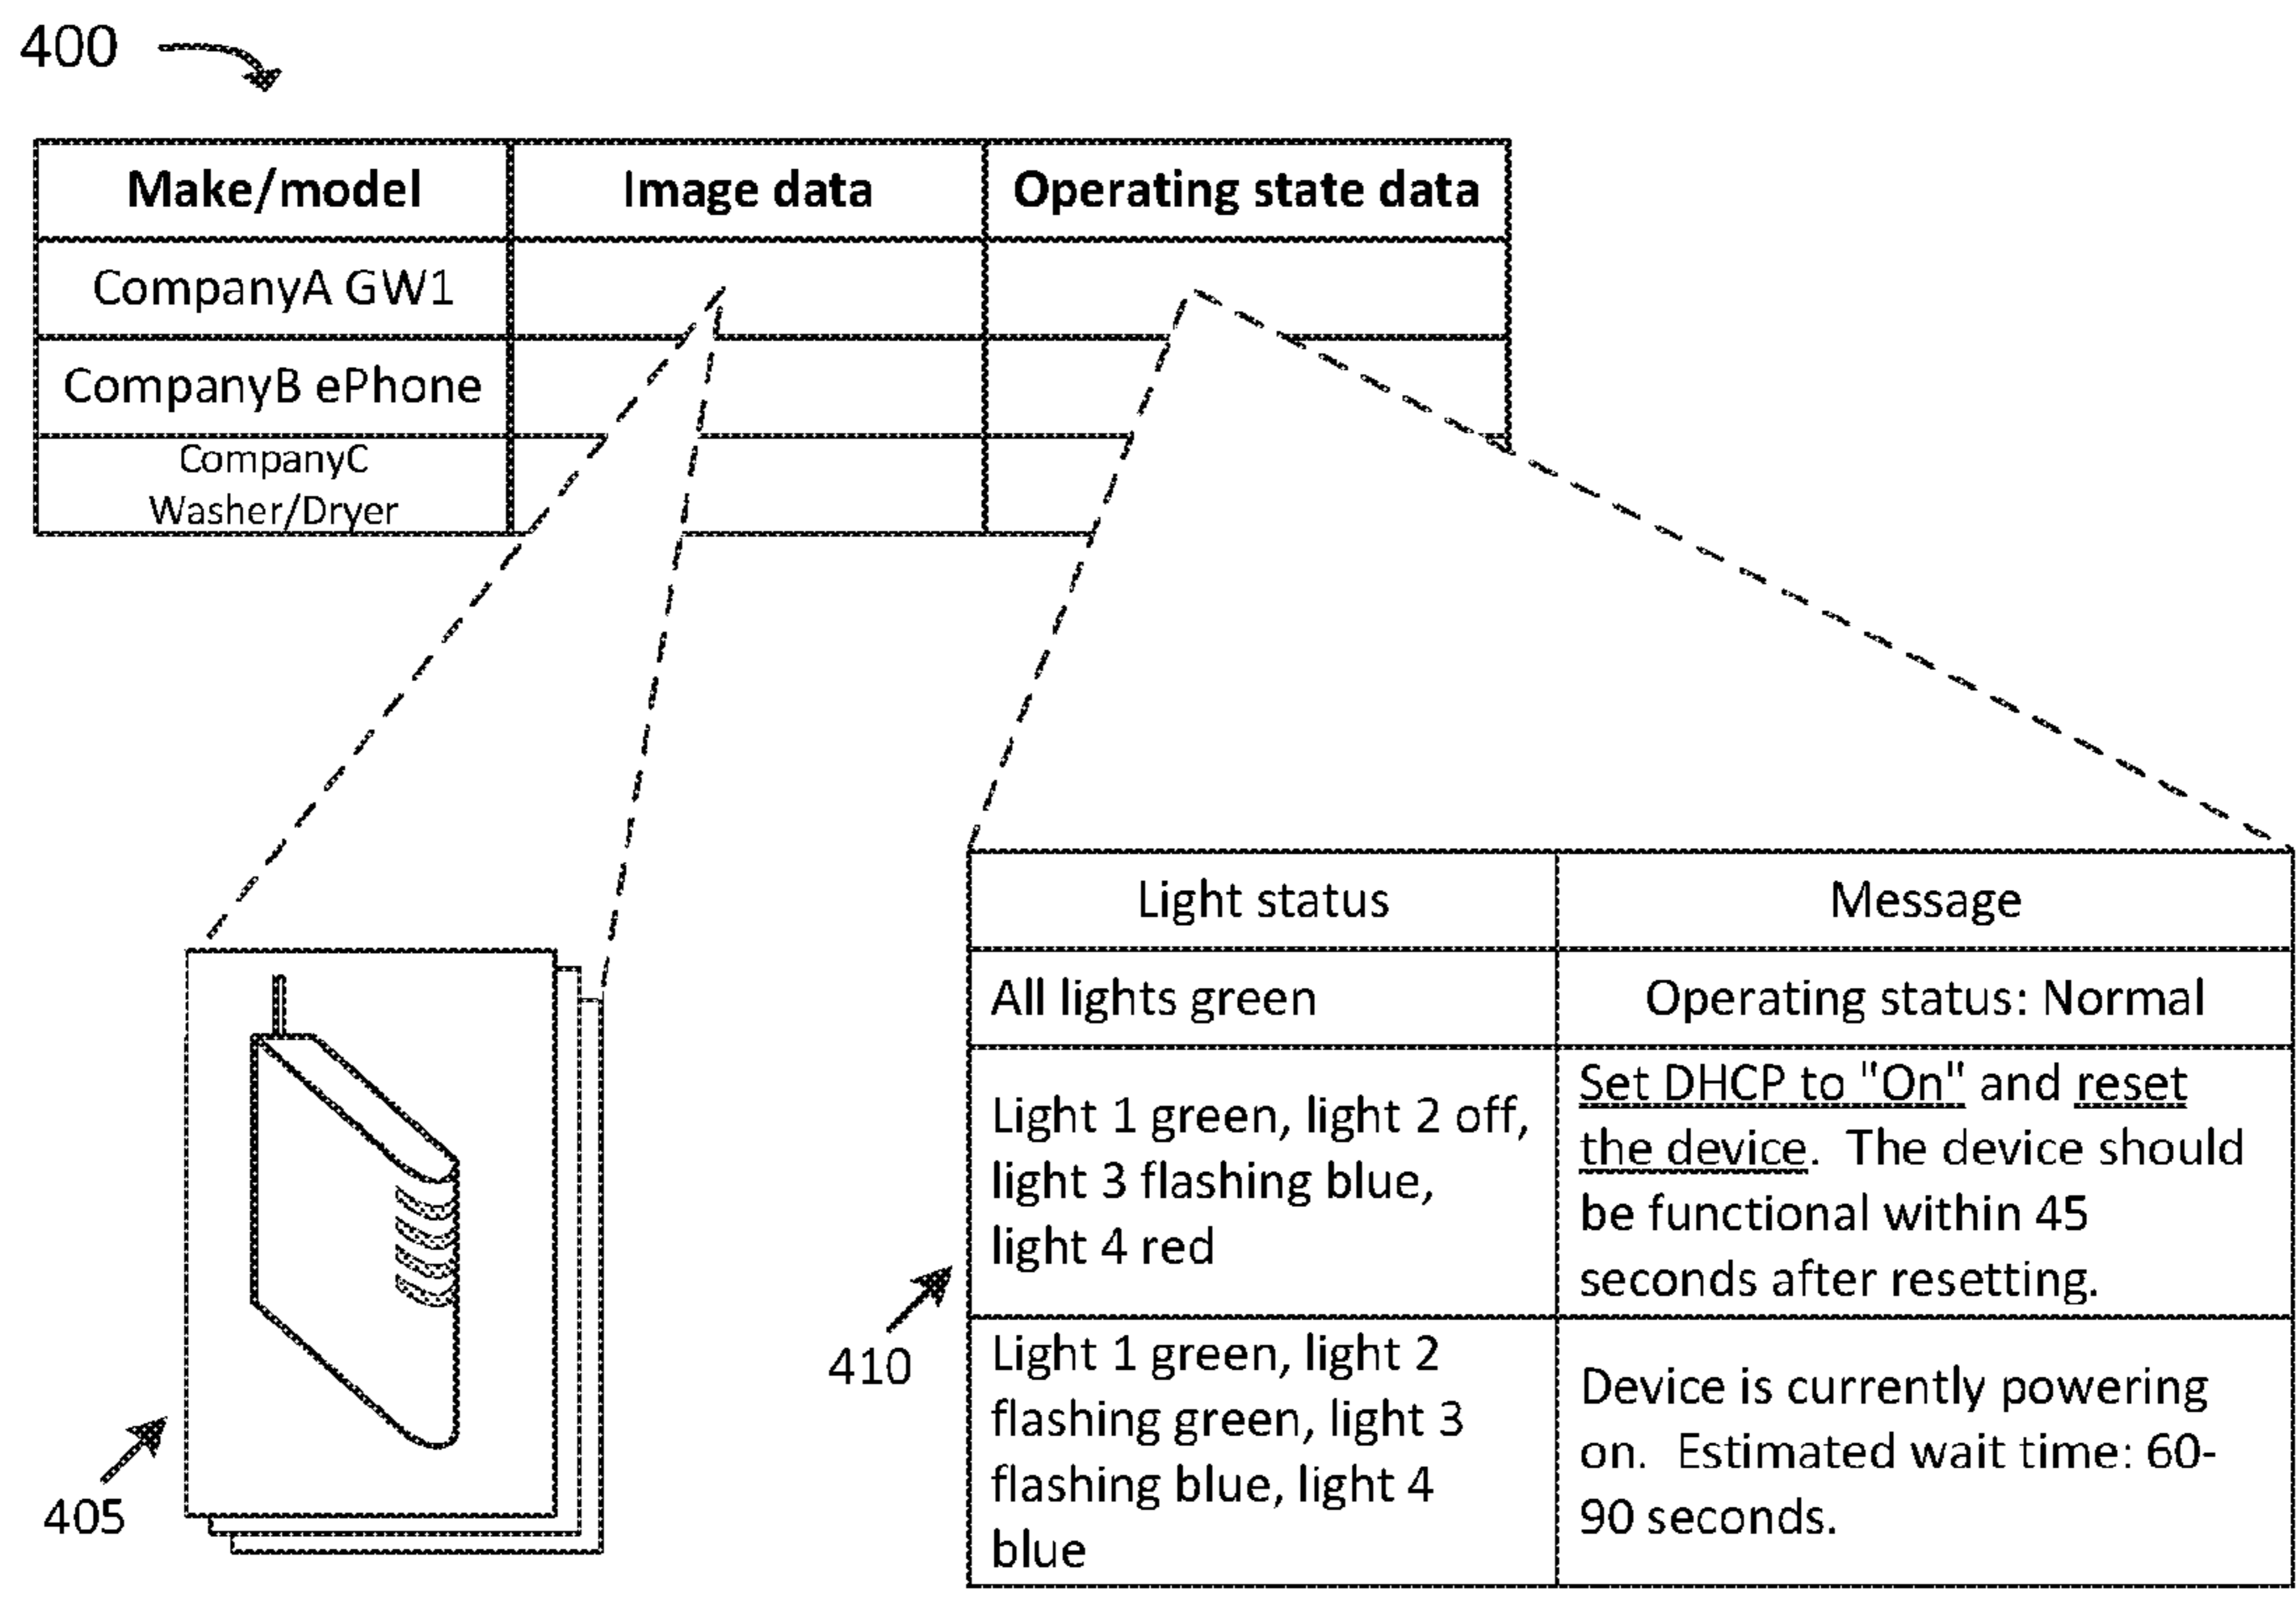 400
Make/model
Image data
Operating state data
CompanyA GW1
CompanyB ePhone
CompanyC
Washer/Dryer
Light status
Message
All lights green
Operating status: Normal
Light 1 green, light 2 off,
light 3 flashing blue,
light 4 red
Set DHCP to "On" and reset
the device.  The device should
be functional within 45
seconds after resetting.
Light 1 green, light 2
flashing green, light 3
flashing blue, light 4
blue
Device is currently powering
on.  Estimated wait time: 60-
90 seconds.
410
405